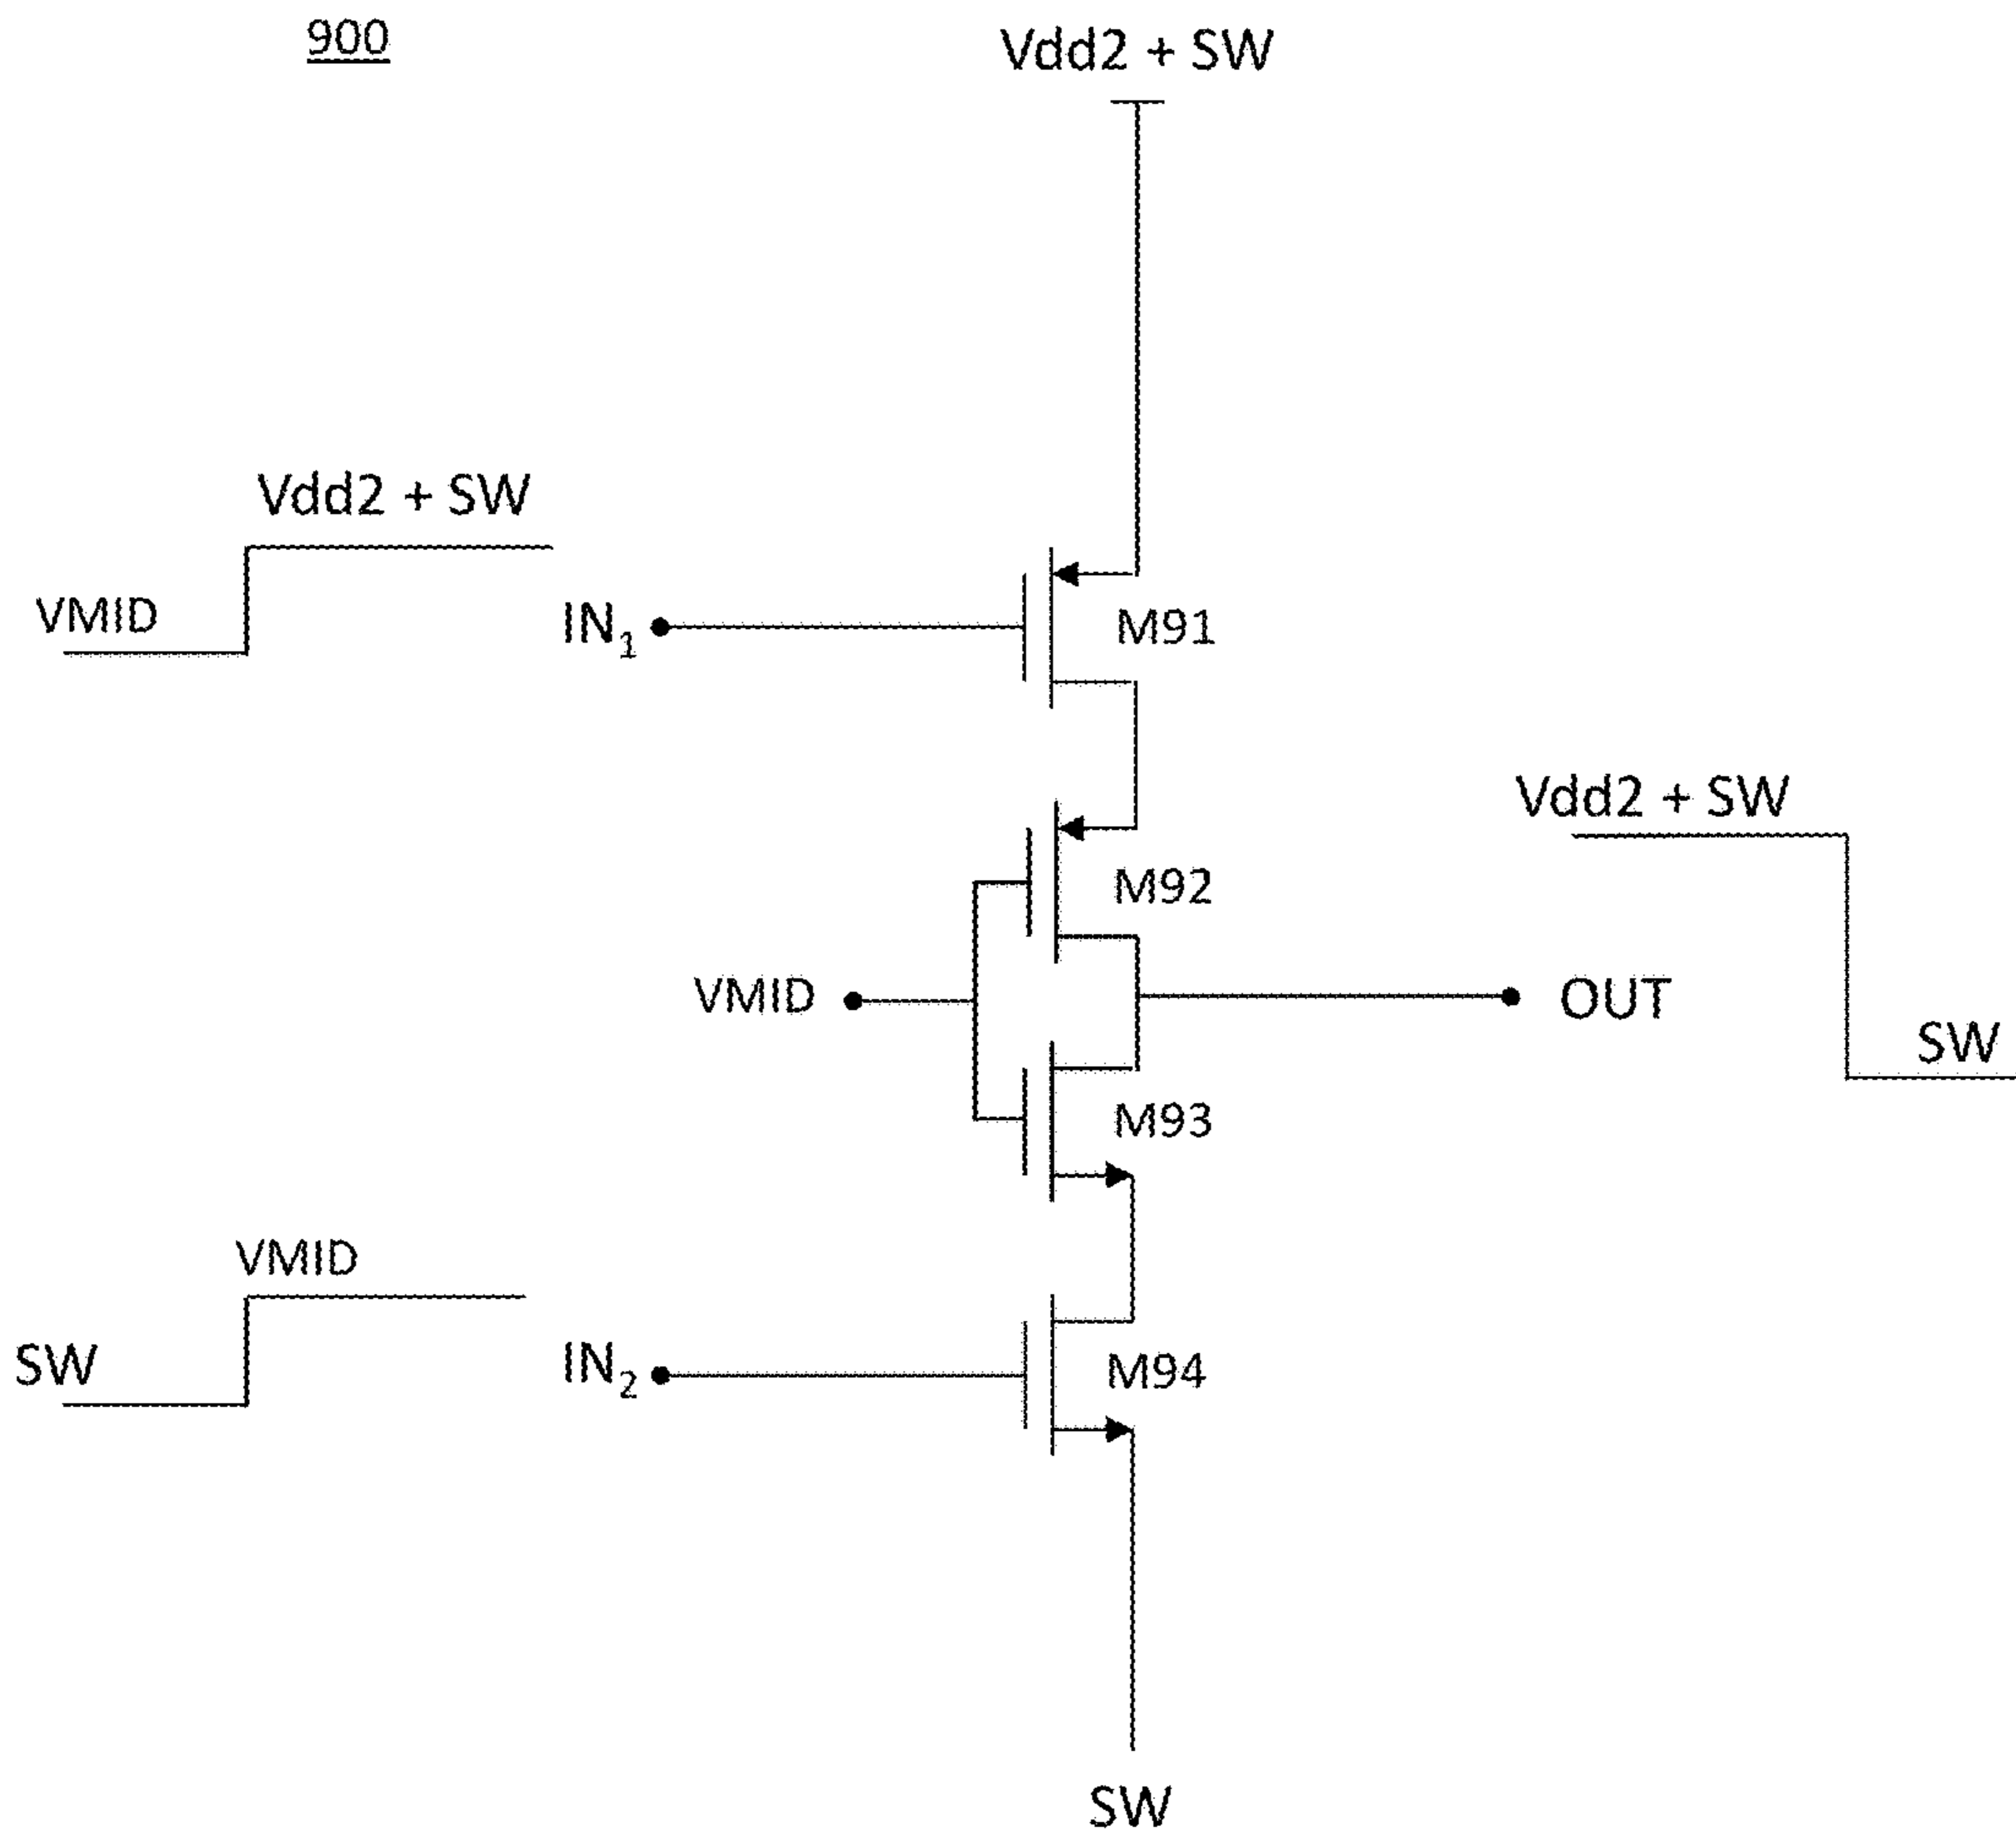 900
Vdd2 + SW
Vdd2 + SW
VMID
IN1
M91
Vdd2 + SW
M92
VMID
OUT
SW
M93
VMID
SW
IN2
M94
SW